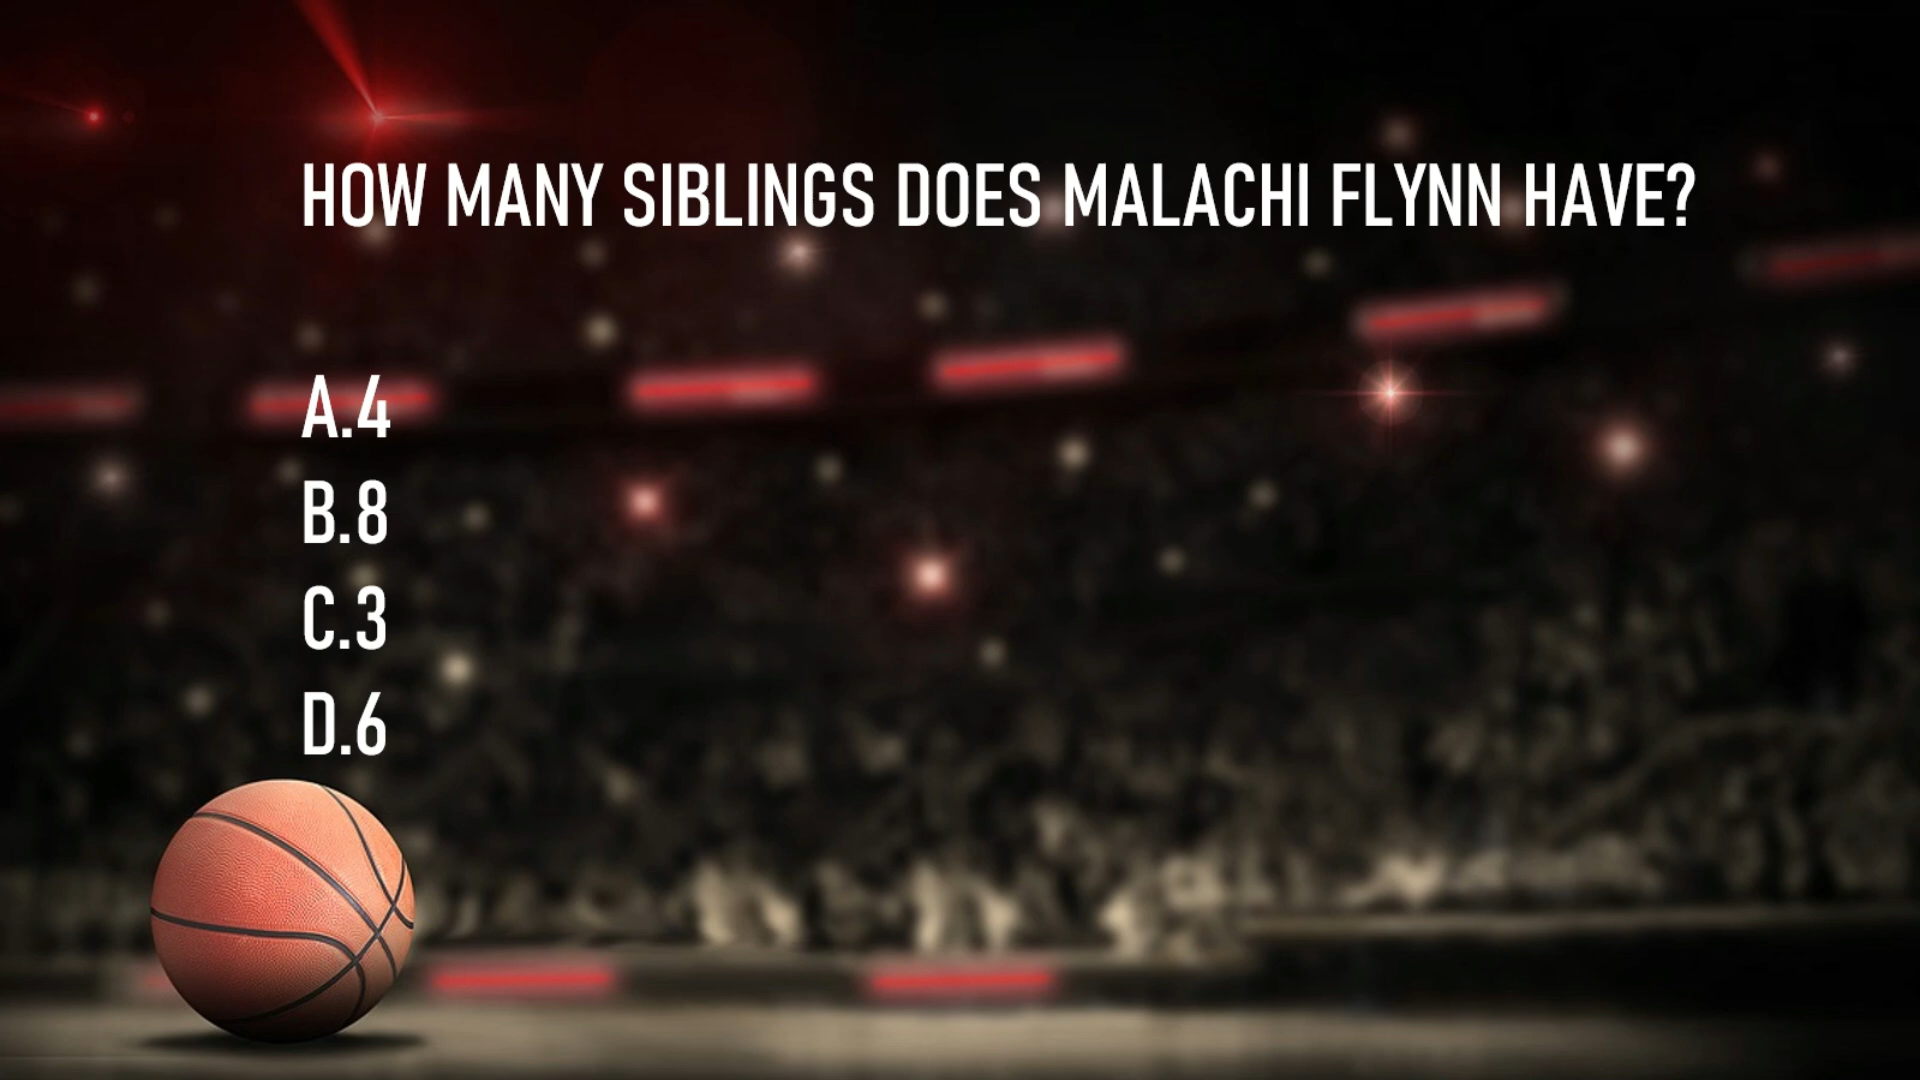 HOW MANY SIBLINGS DOES MALACHI FLYNN HAVE?
A.4
B.8
C.3
D.6